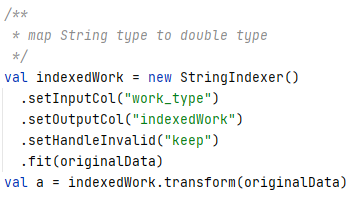 /**
 * map String type to double type
 */
val indexedWork = new StringIndexer()
  .setInputCol("work_type")
  .setOutputCol("indexedWork")
  .setHandleInvalid("keep")
  .fit(originalData)
val a = indexedWork.transform(originalData)